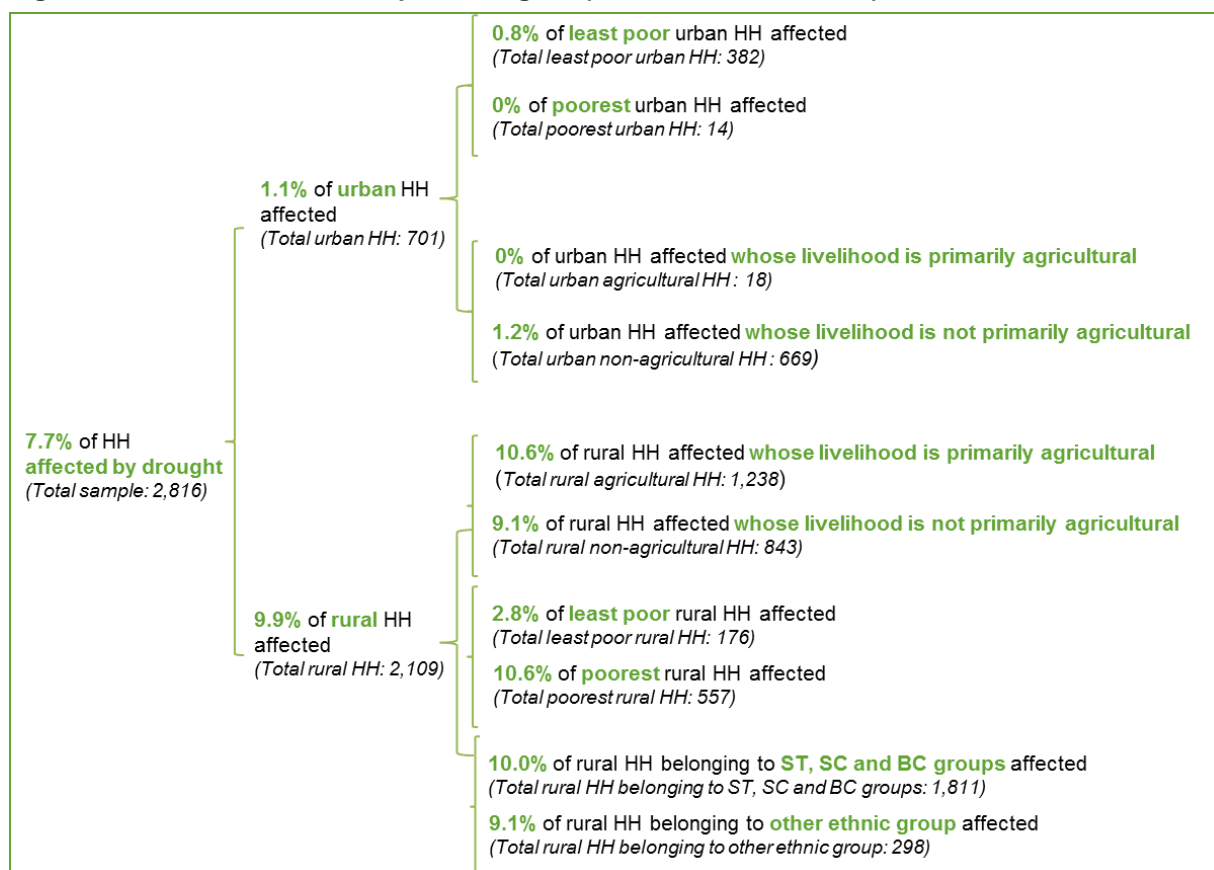 0.8% of least poor urban HH affected
(Total least poor urban HH: 382)
0% of poorest urban HH affected
(Total poorest urban HH: 14)
1.1% of urban HH
affected
(Total urban HH: 701)
0% of urban HH affected whose livelihood is primarily agricultural
(Total urban agricultural HH : 18)
1.2% of urban HH affected whose livelihood is not primarily agricultural
(Total urban non-agricultural HH : 669)
7.7% of HH
affected by drought
(Total sample: 2,816)
10.6% of rural HH affected whose livelihood is primarily agricultural
(Total rural agricultural HH: 1,238)
9.1% of rural HH affected whose livelihood is not primarily agricultural
(Total rural non-agricultural HH: 843)
9.9% of rural HH
affected
(Total rural HH: 2,109)
2.8% of least poor rural HH affected
(Total least poor rural HH: 176)
10.6% of poorest rural HH affected
(Total poorest rural HH: 557)
10.0% of rural HH belonging to ST, SC and BC groups affected
(Total rural HH belonging to ST, SC and BC groups: 1,811)
9.1% of rural HH belonging to other ethnic group affected
(Total rural HH belonging to other ethnic group: 298)